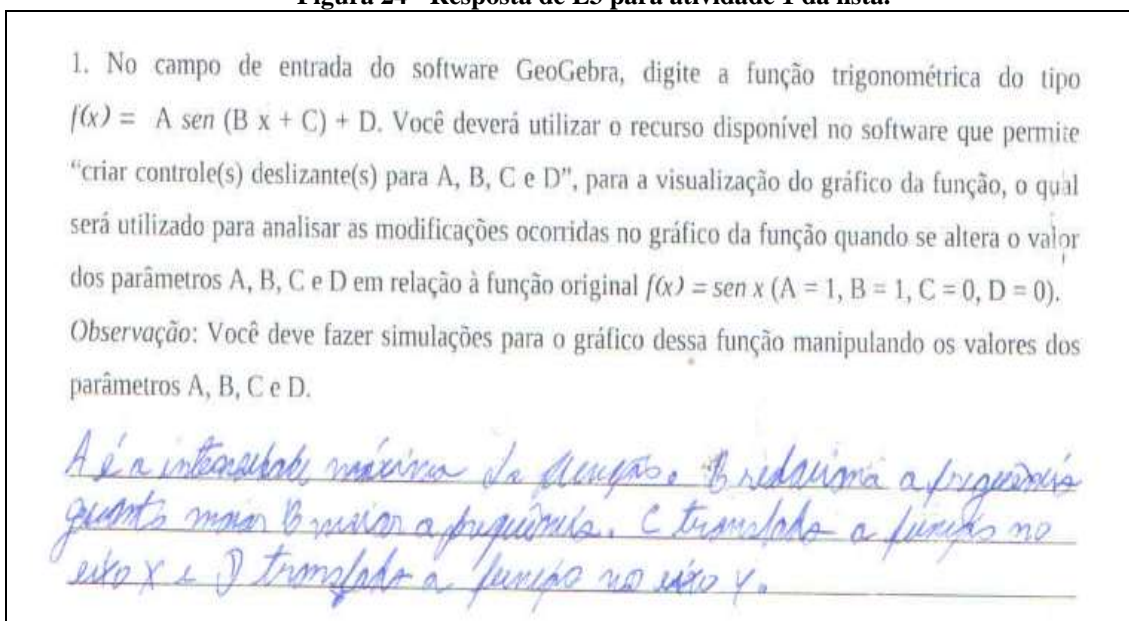 Figura 24 - Resposta de E5 para atividade 1 da lista.
1. No campo de entrada do software GeoGebra, digite a função trigonométrica do tipo
f(x) = A sen (B x + C) + D. Você deverá utilizar o recurso disponível no software que permite
“criar controle(s) deslizante(s) para A, B, C e D”, para a visualização do gráfico da função, o qual
será utilizado para analisar as modificações ocorridas no gráfico da função quando se altera o valor
dos parâmetros A, B, C e D em relação à função original f(x) = sen x (A = 1, B = 1, C = 0, D = 0).
Observação: Você deve fazer simulações para o gráfico dessa função manipulando os valores dos
parâmetros A, B, C e D.
A é a intensidade máxima da função. B relaciona a frequência
quanto maior B maior a frequência. C translada a função no
eixo X e D translada a função no eixo Y.